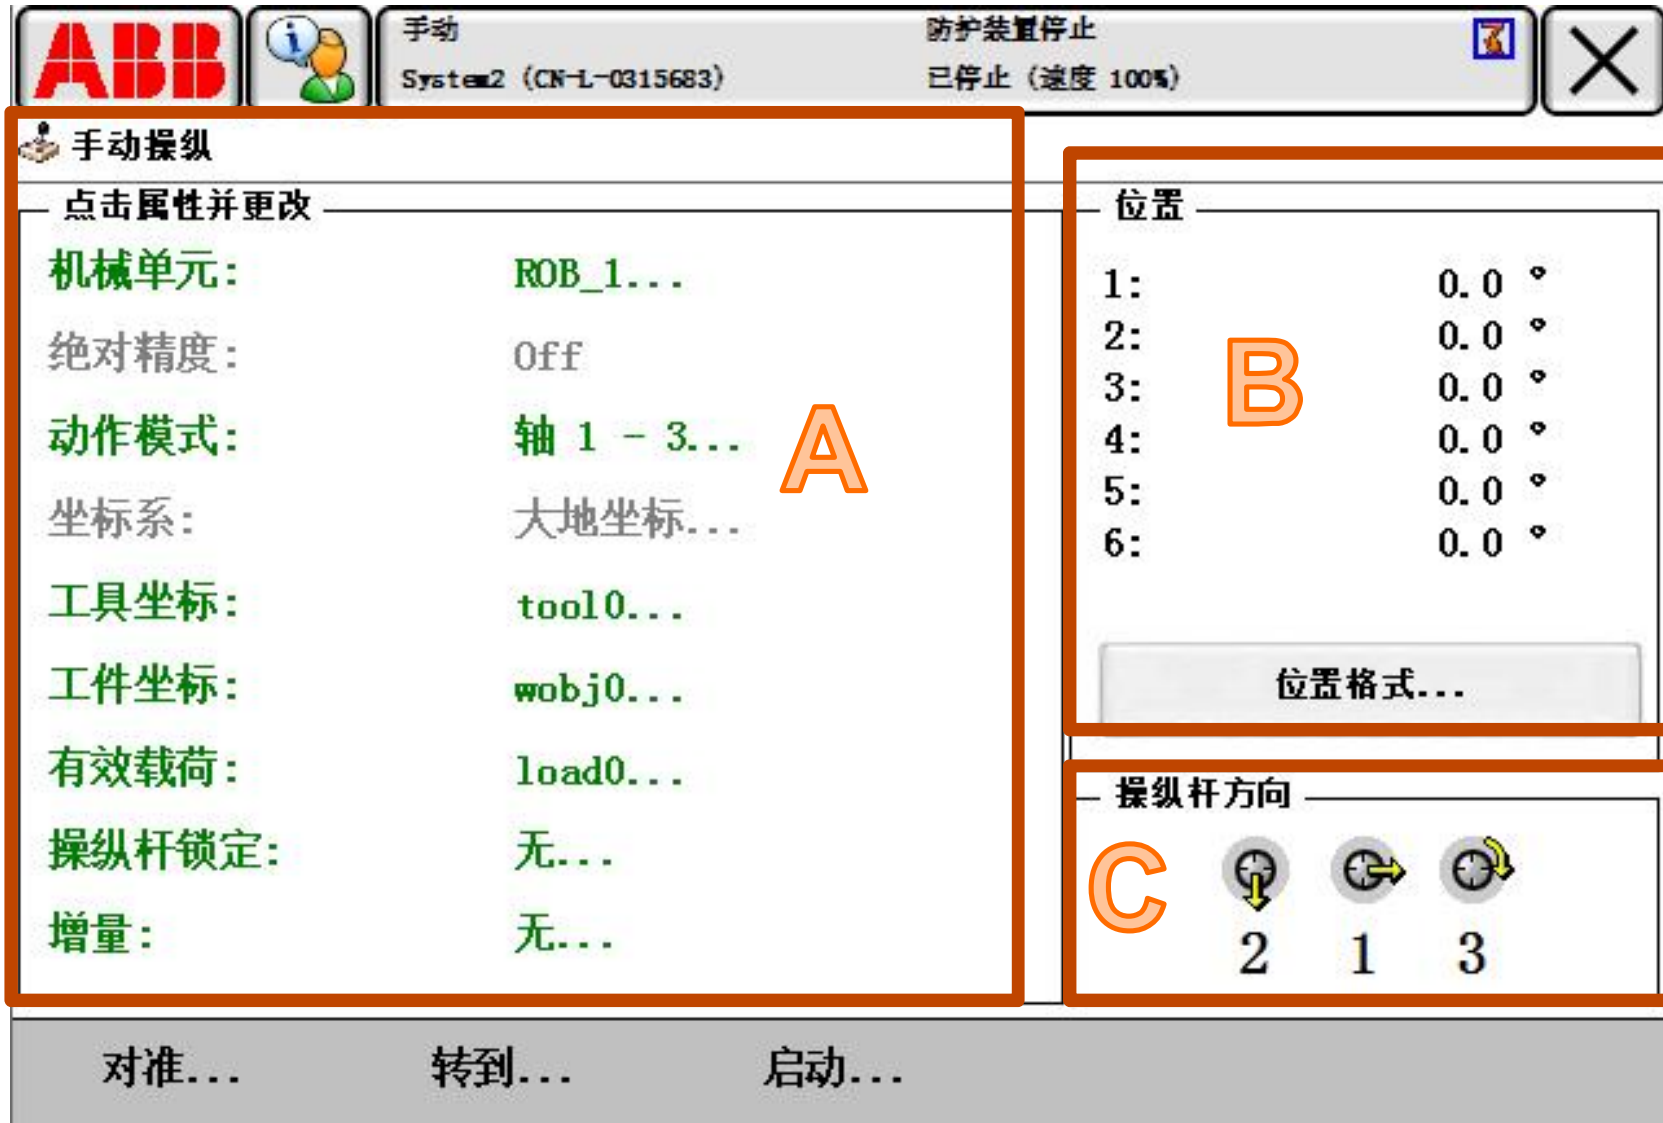 ABB
手动
防护装置停止
System2 (CN-L-0315683)
已停止 (速度 100%)
手动操纵
点击属性并更改
机械单元: ROB_1...
绝对精度: Off
动作模式: 轴 1 - 3...
坐标系: 大地坐标...
工具坐标: tool0...
工件坐标: wobj0...
有效载荷: load0...
操纵杆锁定: 无...
增量: 无...
A
位置
1: 0.0 °
2: 0.0 °
3: 0.0 °
4: 0.0 °
5: 0.0 °
6: 0.0 °
B
位置格式...
操纵杆方向
C
2 1 3
对准... 转到... 启动...